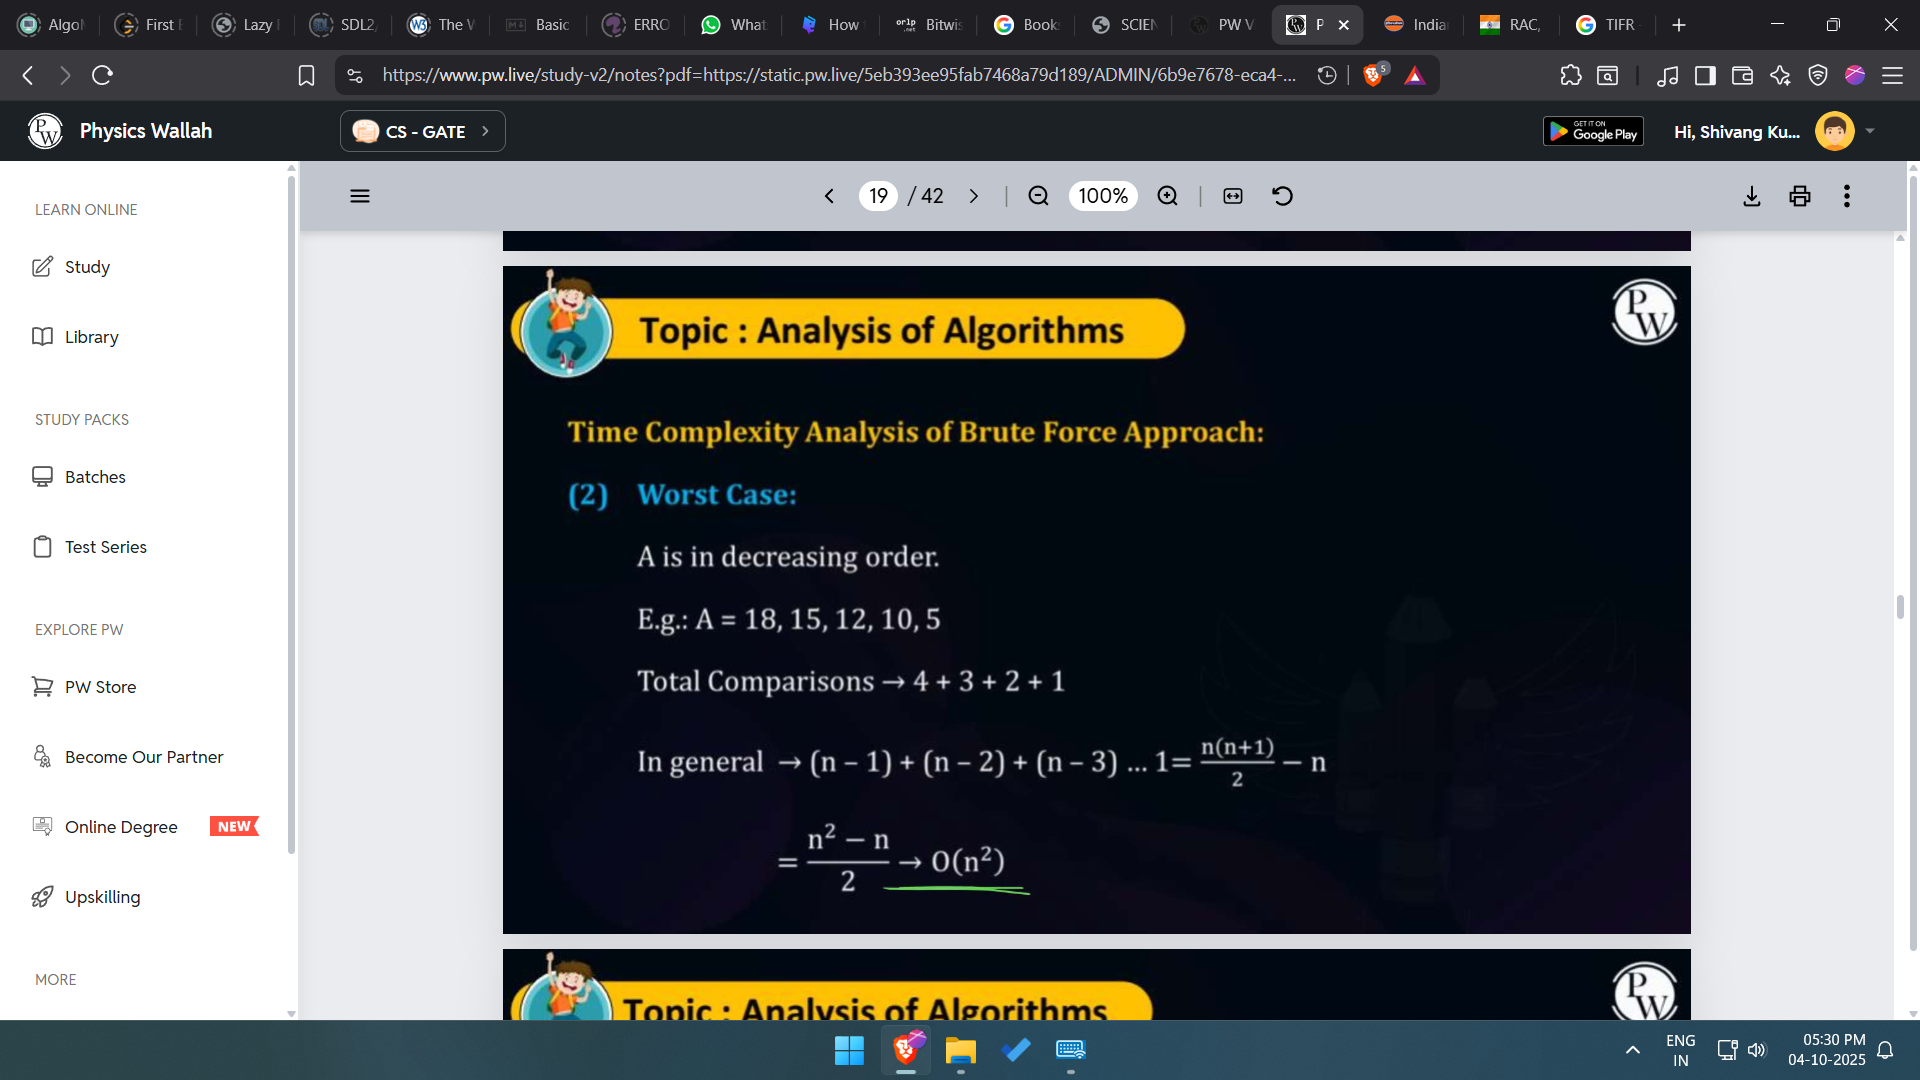 Algo
First
Lazy
SDL2
The
Basic
ERRO
What
How
Bitwis
Book
SCIEN
PW V
P
India
RAC,
TIFR
https://www.pw.live/study-v2/notes?pdf=https://static.pw.live/5eb393ee95fab7468a79d189/ADMIN/6b9e7678-eca4-...
5
PW
Physics Wallah
CS - GATE
GET IT ON
Google Play
Hi, Shivang Ku...
LEARN ONLINE
Study
Library
STUDY PACKS
Batches
Test Series
EXPLORE PW
PW Store
Become Our Partner
Online Degree NEW
Upskilling
MORE
19 / 42
100%
Topic : Analysis of Algorithms
PW
Time Complexity Analysis of Brute Force Approach:
(2) Worst Case:
A is in decreasing order.
E.g.: A = 18, 15, 12, 10, 5
Total Comparisons → 4 + 3 + 2 + 1
In general → (n – 1) + (n – 2) + (n – 3) ... 1= n(n+1)/2 – n
= n² – n/2 → O(n²)
Topic : Analysis of Algorithms
PW
ENG
IN
05:30 PM
04-10-2025